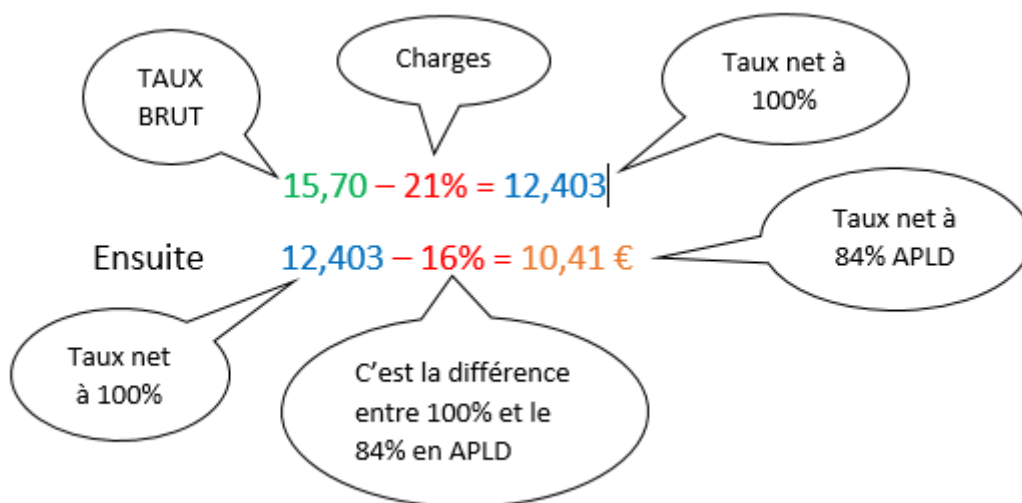 TAUX
BRUT
Charges
Taux net à
100%
15,70 – 21% = 12,403
Ensuite 12,403 – 16% = 10,41 €
Taux net à
84% APLD
Taux net
à 100%
C’est la différence
entre 100% et le
84% en APLD